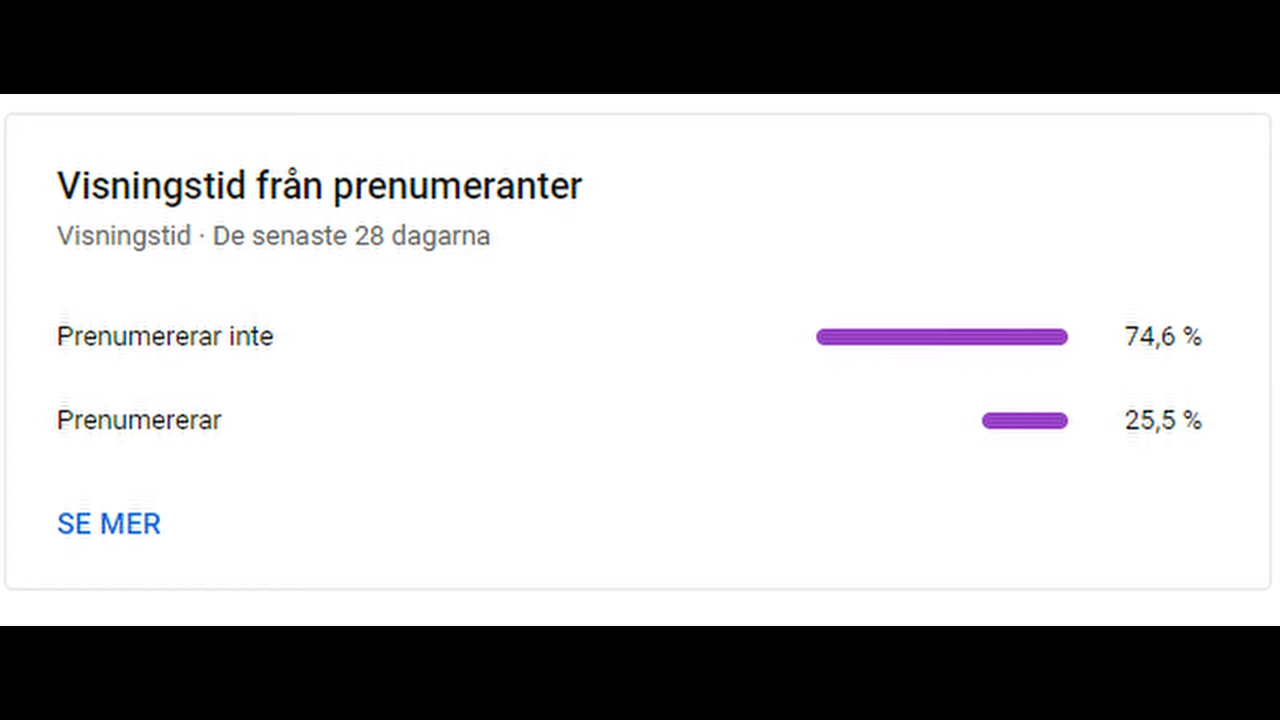 Visningstid från prenumeranter
Visningstid · De senaste 28 dagarna
Prenumererar inte 74,6 %
Prenumererar 25,5 %
SE MER